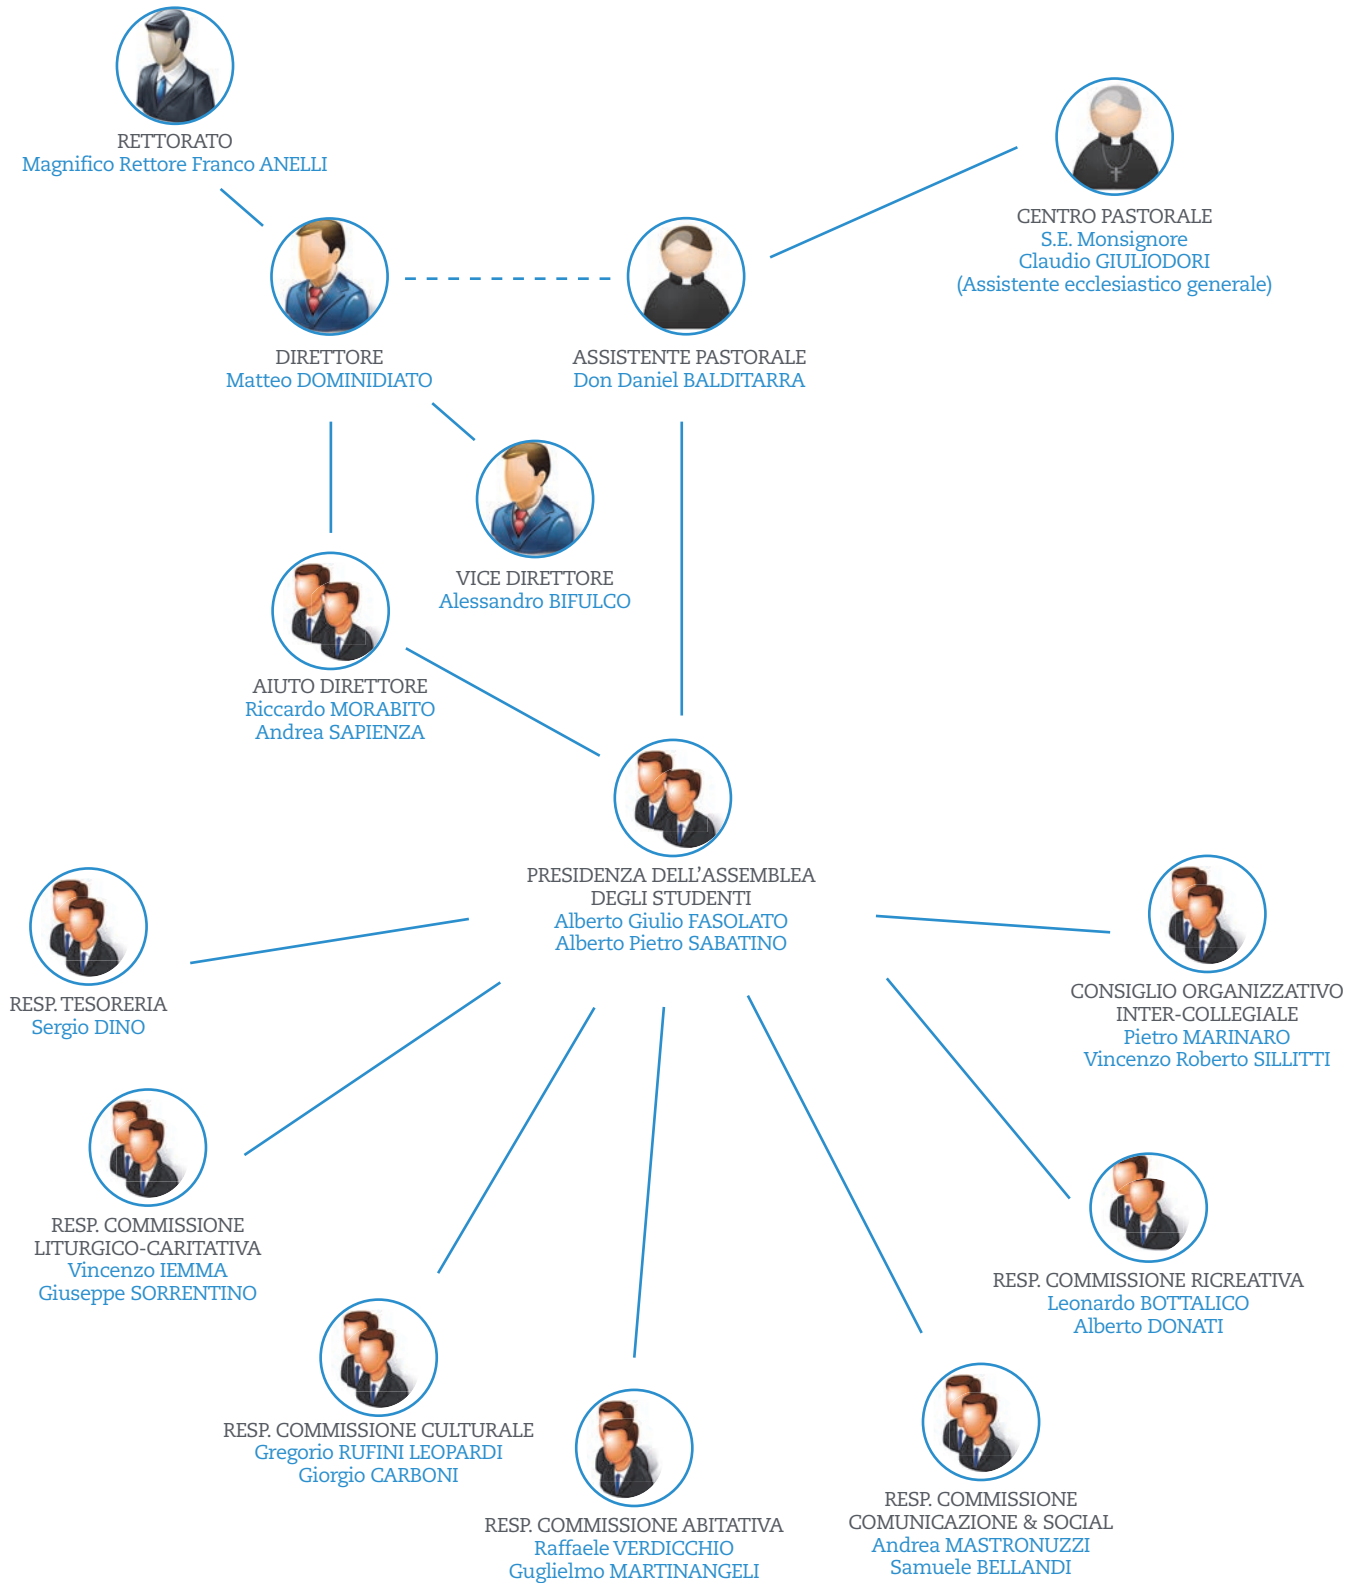 RETTORATO
Magnifico Rettore Franco ANELLI
CENTRO PASTORALE
S.E. Monsignore
Claudio GIULIODORI
(Assistente ecclesiastico generale)
DIRETTORE
Matteo DOMINIDIATO
ASSISTENTE PASTORALE
Don Daniel BALDITARRA
VICE DIRETTORE
Alessandro BIFULCO
AIUTO DIRETTORE
Riccardo MORABITO
Andrea SAPIENZA
PRESIDENZA DELL'ASSEMBLEA
DEGLI STUDENTI
Alberto Giulio FASOLATO
Alberto Pietro SABATINO
RESP. TESORERIA
Sergio DINO
CONSIGLIO ORGANIZZATIVO
INTER-COLLEGIALE
Pietro MARINARO
Vincenzo Roberto SILLITTI
RESP. COMMISSIONE
LITURGICO-CARITATIVA
Vincenzo IEMMA
Giuseppe SORRENTINO
RESP. COMMISSIONE RICREATIVA
Leonardo BOTTALICO
Alberto DONATI
RESP. COMMISSIONE CULTURALE
Gregorio RUFINI LEOPARDI
Giorgio CARBONI
RESP. COMMISSIONE ABITATIVA
Raffaele VERDICCHIO
Guglielmo MARTINANGELI
RESP. COMMISSIONE
COMUNICAZIONE & SOCIAL
Andrea MASTRONUZZI
Samuele BELLANDI